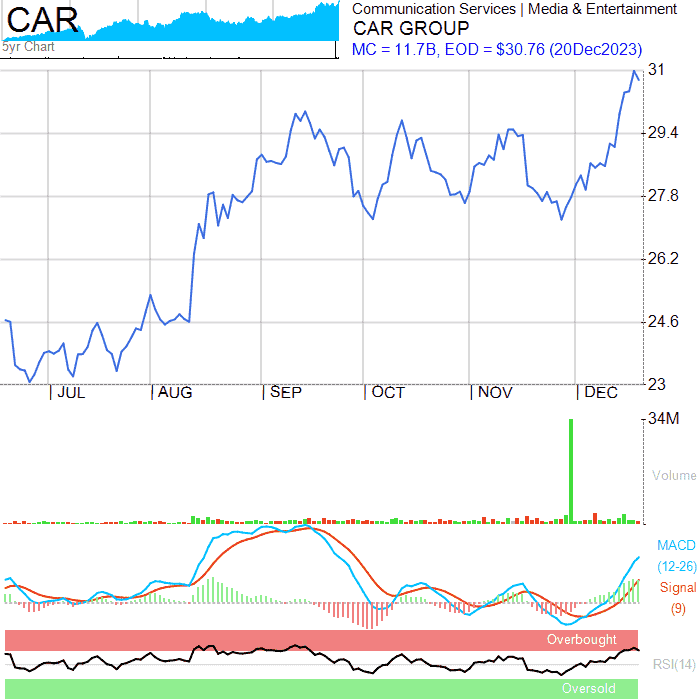 CAR
5yr Chart
Communication Services | Media & Entertainment
CAR GROUP
MC = 11.7B, EOD = $30.76 (20Dec2023)
31
29.4
27.8
26.2
24.6
23
JUL
AUG
SEP
OCT
NOV
DEC
34M
Volume
MACD
(12-26)
Signal
(9)
Overbought
RSI(14)
Oversold